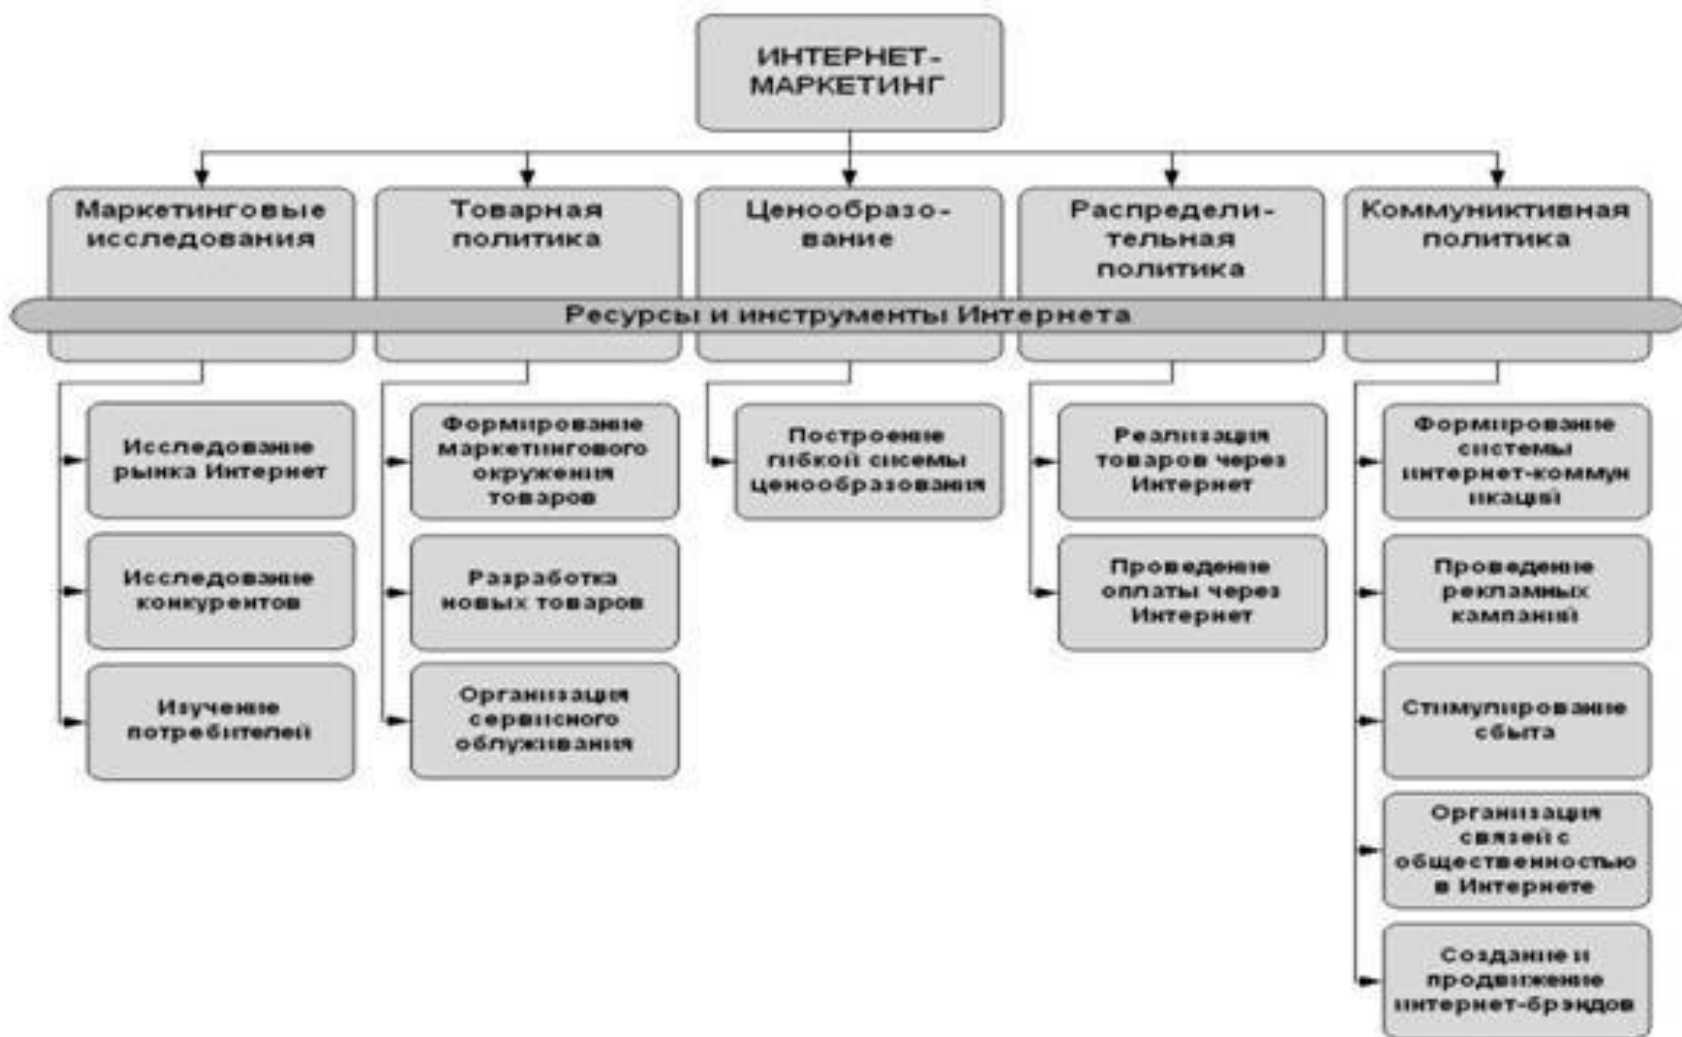 ИНТЕРНЕТ-
МАРКЕТИНГ
Маркетинговые
исследования
Товарная
политика
Ценообразо-
вание
Распредели-
тельная
политика
Коммуниктивная
политика
Ресурсы и инструменты Интернета
Исследование
рынка Интернет
Исследование
конкурентов
Изучение
потребителей
Формирование
маркетингового
окружения
товаров
Разработка
новых товаров
Организация
сервисного
облуживания
Построение
гибкой сисемы
ценообразования
Реализация
товаров через
Интернет
Проведение
оплаты через
Интернет
Формирование
системы
интернет-коммун
икаций
Проведение
рекламных
кампаний
Стимулирование
сбыта
Организация
связей с
общественностью
в Интернете
Создание и
продвижение
интернет-брэндов